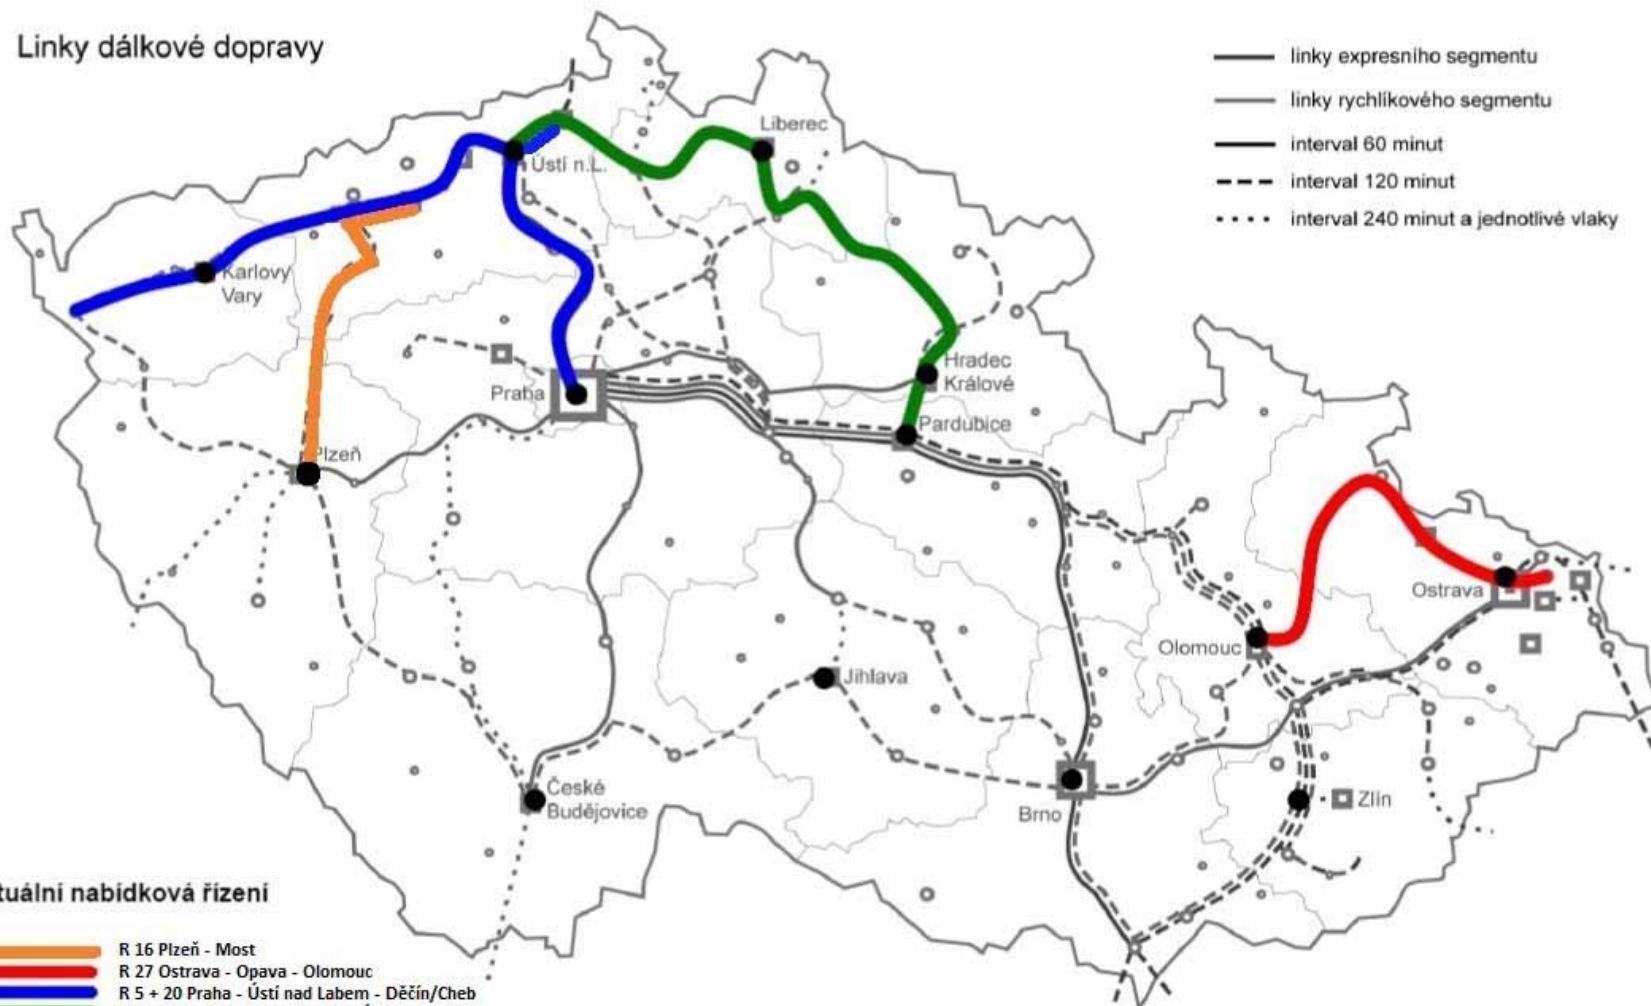 Linky dálkové dopravy
linky expresního segmentu
linky rychlíkového segmentu
interval 60 minut
interval 120 minut
interval 240 minut a jednotlivé vlaky
Liberec
Ústí n.L.
Karlovy
Vary
Hradec
Králové
Praha
Pardubice
Plzeň
Ostrava
Olomouc
Jihlava
České
Budějovice
Brno
Zlín
tuální nabídková řízení
R 16 Plzeň - Most
R 27 Ostrava - Opava - Olomouc
R 5 + 20 Praha - Ústí nad Labem - Děčín/Cheb